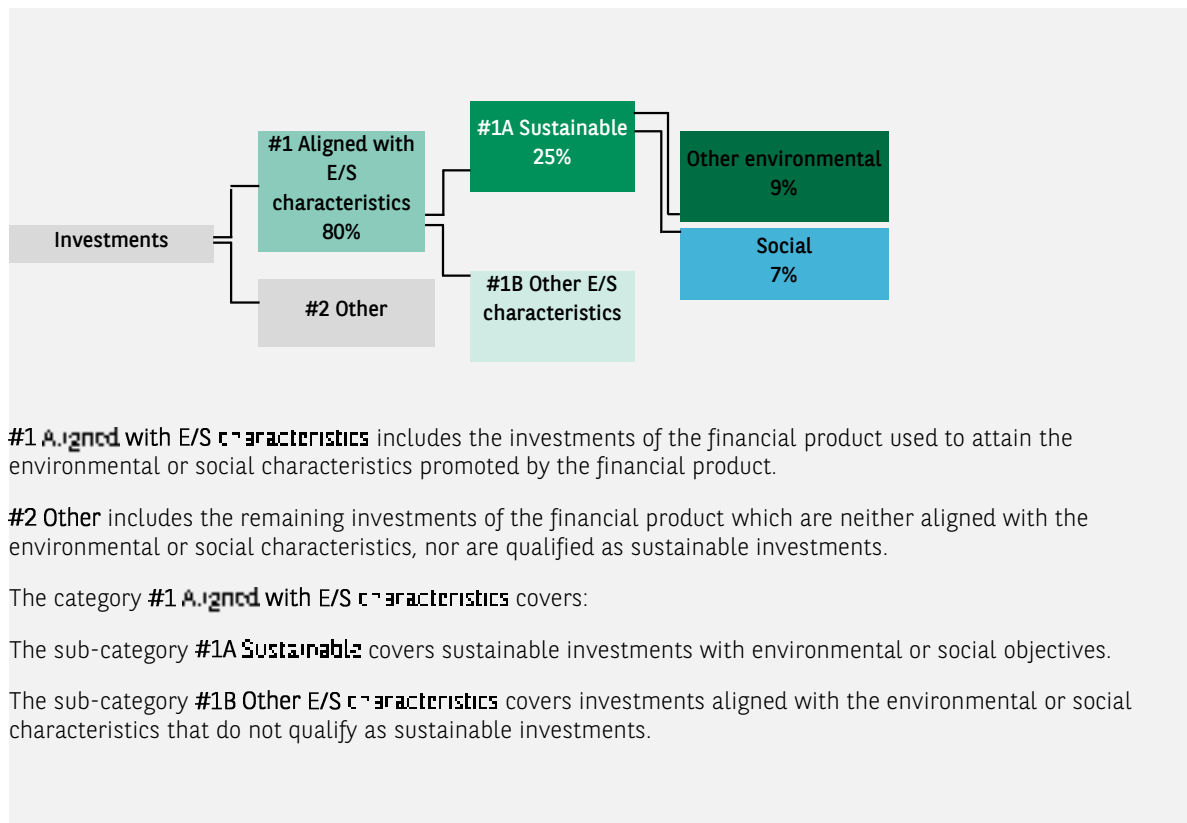 #1A Sustainable
25%
#1 Aligned with
E/S
characteristics
80%
Other environmental
9%
Investments
Social
7%
#1B Other E/S
characteristics
#2 Other
#1 Aligned with E/S characteristics includes the investments of the financial product used to attain the
environmental or social characteristics promoted by the financial product.
#2 Other includes the remaining investments of the financial product which are neither aligned with the
environmental or social characteristics, nor are qualified as sustainable investments.
The category #1 Aligned with E/S characteristics covers:
The sub-category #1A Sustainable covers sustainable investments with environmental or social objectives.
The sub-category #1B Other E/S characteristics covers investments aligned with the environmental or social
characteristics that do not qualify as sustainable investments.